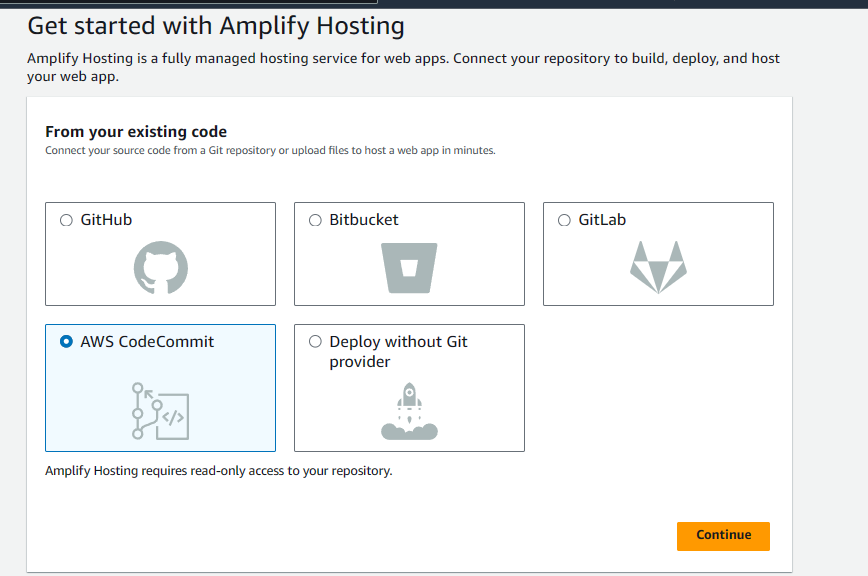 Get started with Amplify Hosting
Amplify Hosting is a fully managed hosting service for web apps. Connect your repository to build, deploy, and host
your web app.
From your existing code
Connect your source code from a Git repository or upload files to host a web app in minutes.
GitHub
Bitbucket
GitLab
AWS CodeCommit
Deploy without Git
provider
</>
Amplify Hosting requires read-only access to your repository.
Continue